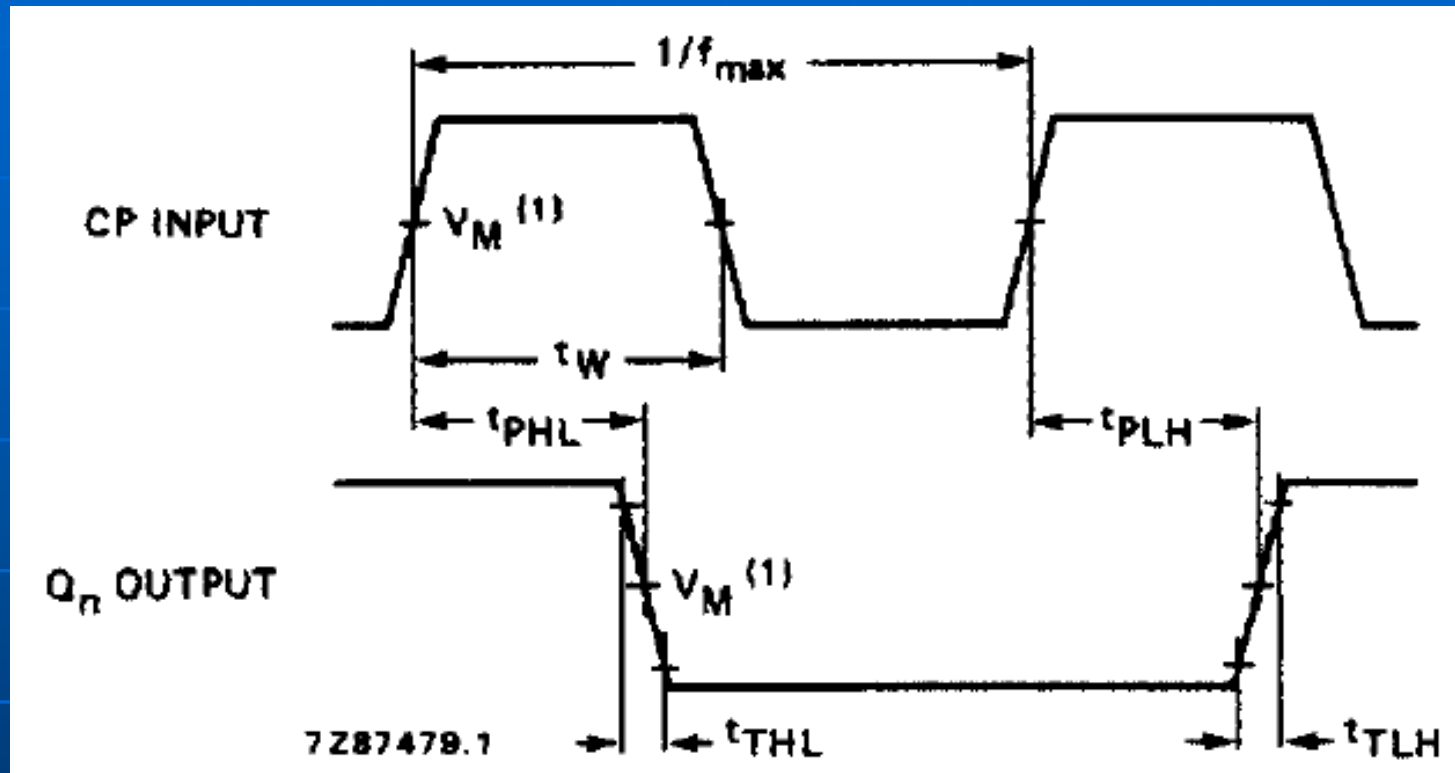 1/fmax
CP INPUT
VM (1)
tW
tPHL
tPLH
Qn OUTPUT
VM (1)
7Z87479.1
tTHL
tTLH